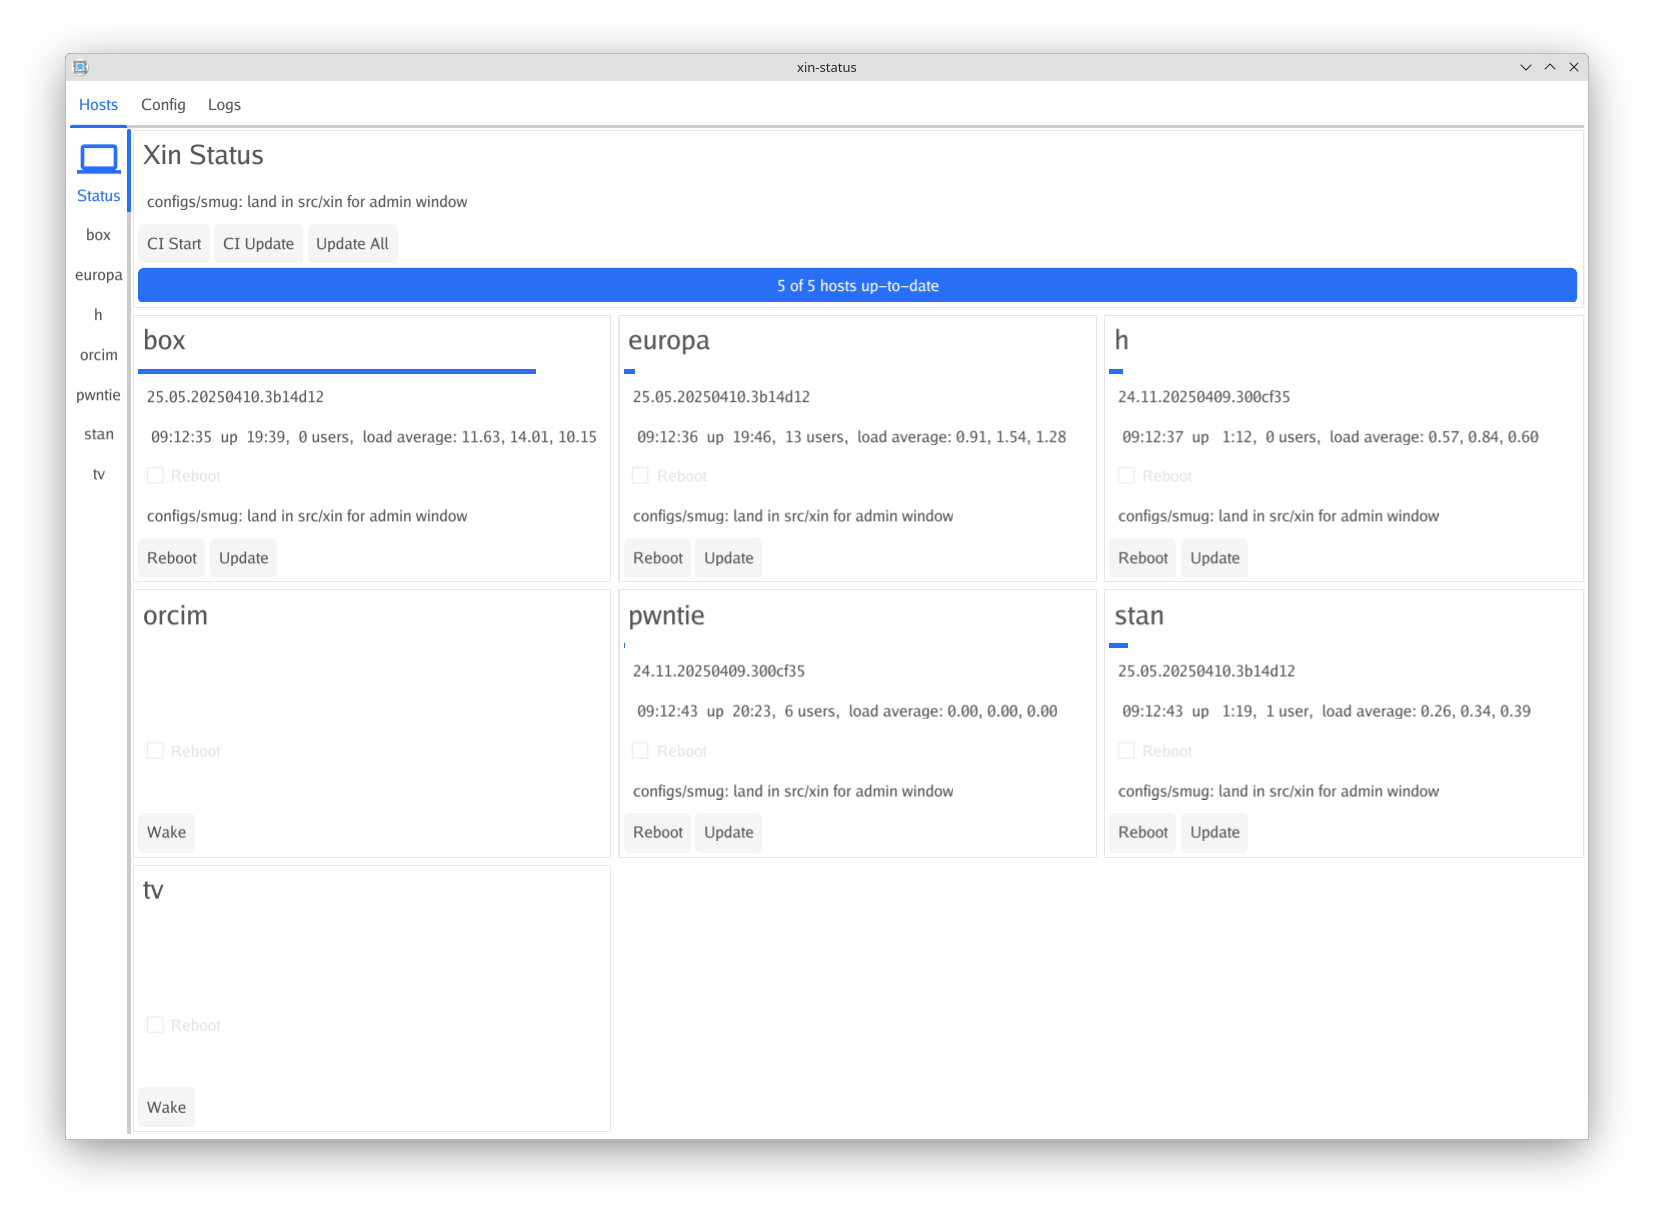 xin-status
Hosts Config Logs
Status
box
europa
h
orcim
pwntie
stan
tv
Xin Status
configs/smug: land in src/xin for admin window
CI Start CI Update Update All
5 of 5 hosts up-to-date
box
25.05.20250410.3b14d12
09:12:35 up 19:39, 0 users, load average: 11.63, 14.01, 10.15
Reboot
configs/smug: land in src/xin for admin window
Reboot Update
europa
25.05.20250410.3b14d12
09:12:36 up 19:46, 13 users, load average: 0.91, 1.54, 1.28
Reboot
configs/smug: land in src/xin for admin window
Reboot Update
h
24.11.20250409.300cf35
09:12:37 up 1:12, 0 users, load average: 0.57, 0.84, 0.60
Reboot
configs/smug: land in src/xin for admin window
Reboot Update
orcim
Reboot
Wake
pwntie
24.11.20250409.300cf35
09:12:43 up 20:23, 6 users, load average: 0.00, 0.00, 0.00
Reboot
configs/smug: land in src/xin for admin window
Reboot Update
stan
25.05.20250410.3b14d12
09:12:43 up 1:19, 1 user, load average: 0.26, 0.34, 0.39
Reboot
configs/smug: land in src/xin for admin window
Reboot Update
tv
Reboot
Wake